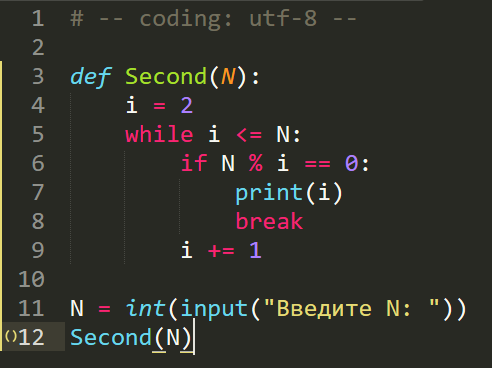 1 # -- coding: utf-8 --
2
3 def Second(N):
4     i = 2
5     while i <= N:
6         if N % i == 0:
7             print(i)
8             break
9         i += 1
10
11 N = int(input("Введите N: "))
12 Second(N)